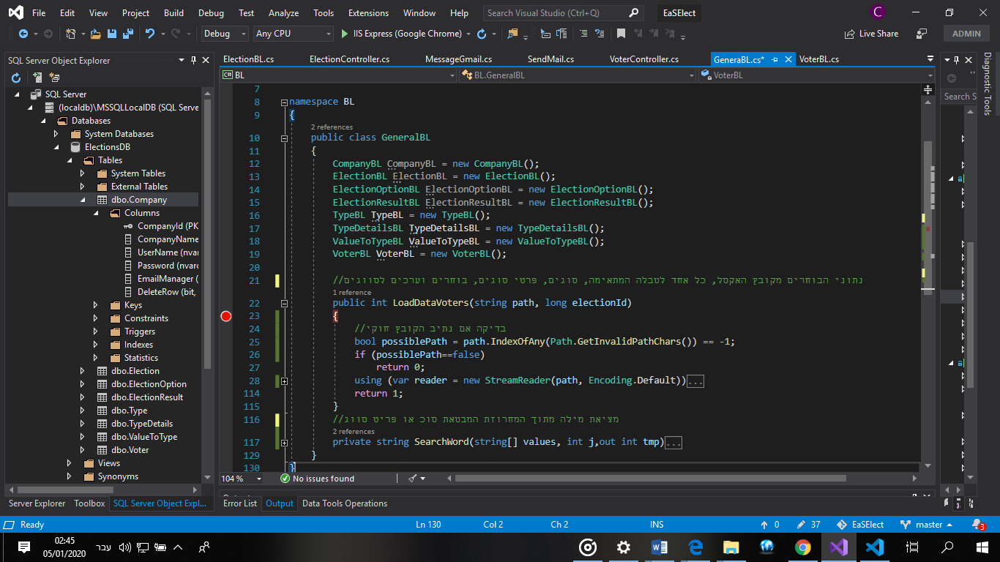 File Edit View Project Build Debug Test Analyze Tools Extensions Window Help Search Visual Studio (Ctrl+Q) EaSElect C
Debug Any CPU IIS Express (Google Chrome) Live Share ADMIN
SQL Server Object Explorer
SQL Server
(localdb)\MSSQLLocalDB (SQL Serve
Databases
System Databases
ElectionsDB
Tables
System Tables
External Tables
dbo.Company
Columns
CompanyId (PK
CompanyName
UserName (nvar
Password (nvarc
EmailManager (
DeleteRow (bit,
Keys
Constraints
Triggers
Indexes
Statistics
dbo.Election
dbo.ElectionOption
dbo.ElectionResult
dbo.Type
dbo.TypeDetails
dbo.ValueToType
dbo.Voter
Views
Synonyms
Server Explorer Toolbox SQL Server Object Expl...
ElectionBL.cs ElectionController.cs MessageGmail.cs SendMail.cs VoterController.cs GeneraBL.cs* VoterBL.cs
C# BL BL.GeneralBL VoterBL
7
8 namespace BL
9 {
2 references
10 public class GeneralBL
11 {
12 CompanyBL CompanyBL = new CompanyBL();
13 ElectionBL ElectionBL = new ElectionBL();
14 ElectionOptionBL ElectionOptionBL = new ElectionOptionBL();
15 ElectionResultBL ElectionResultBL = new ElectionResultBL();
16 TypeBL TypeBL = new TypeBL();
17 TypeDetailsBL TypeDetailsBL = new TypeDetailsBL();
18 ValueToTypeBL ValueToTypeBL = new ValueToTypeBL();
19 VoterBL VoterBL = new VoterBL();
20
21 //נתוני הבוחרים מקובץ האקסל, כל אחד לטבלה המתאימה, סוגים, פרטי סוגים, בוחרים וערכים לסווגים
1 reference
22 public int LoadDataVoters(string path, long electionId)
23 {
24 //בדיקה אם נתיב הקובץ חוקי
25 bool possiblePath = path.IndexOfAny(Path.GetInvalidPathChars()) == -1;
26 if (possiblePath==false)
27 return 0;
28 using (var reader = new StreamReader(path, Encoding.Default))...
114 return 1;
115 }
116 //מציאת מילה מתוך המחרוזת המבטאת סוכ או פריט סווג
2 references
117 private string SearchWord(string[] values, int j,out int tmp)...
129 }
130 }
104 % No issues found
Error List Output Data Tools Operations
Search S
Diagnostic Tools
Ready Ln 130 Col 2 Ch 2 INS 0 37 EaSElect master 3
02:45
05/01/2020
עבר